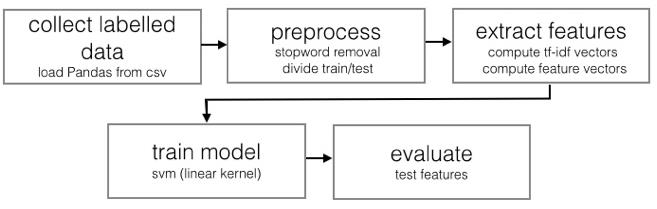 collect labelled
data
load Pandas from csv
preprocess
stopword removal
divide train/test
extract features
compute tf-idf vectors
compute feature vectors
train model
svm (linear kernel)
evaluate
test features